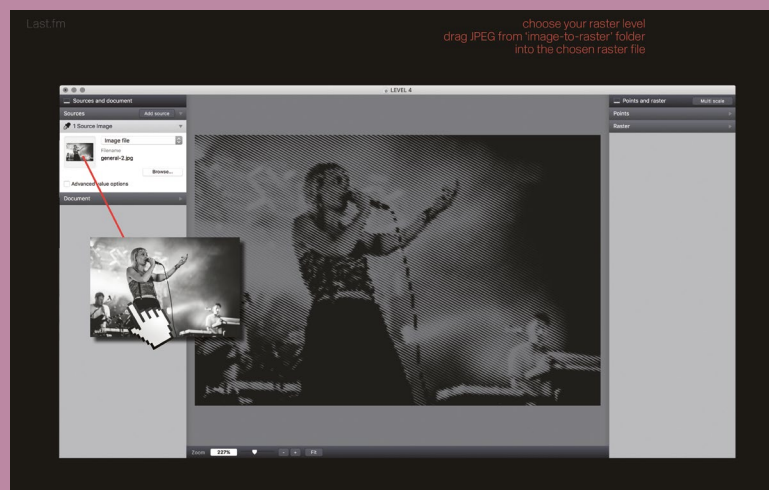 Last.fm
choose your raster level
drag JPEG from 'image-to-raster' folder
into the chosen raster file
LEVEL 4
Sources and document
Sources
Add source
1 Source image
Image file
Filename
general-2.jpg
Browse...
Advanced value options
Document
Points and raster
Multi scale
Points
Raster
Zoom 227% - + Fit